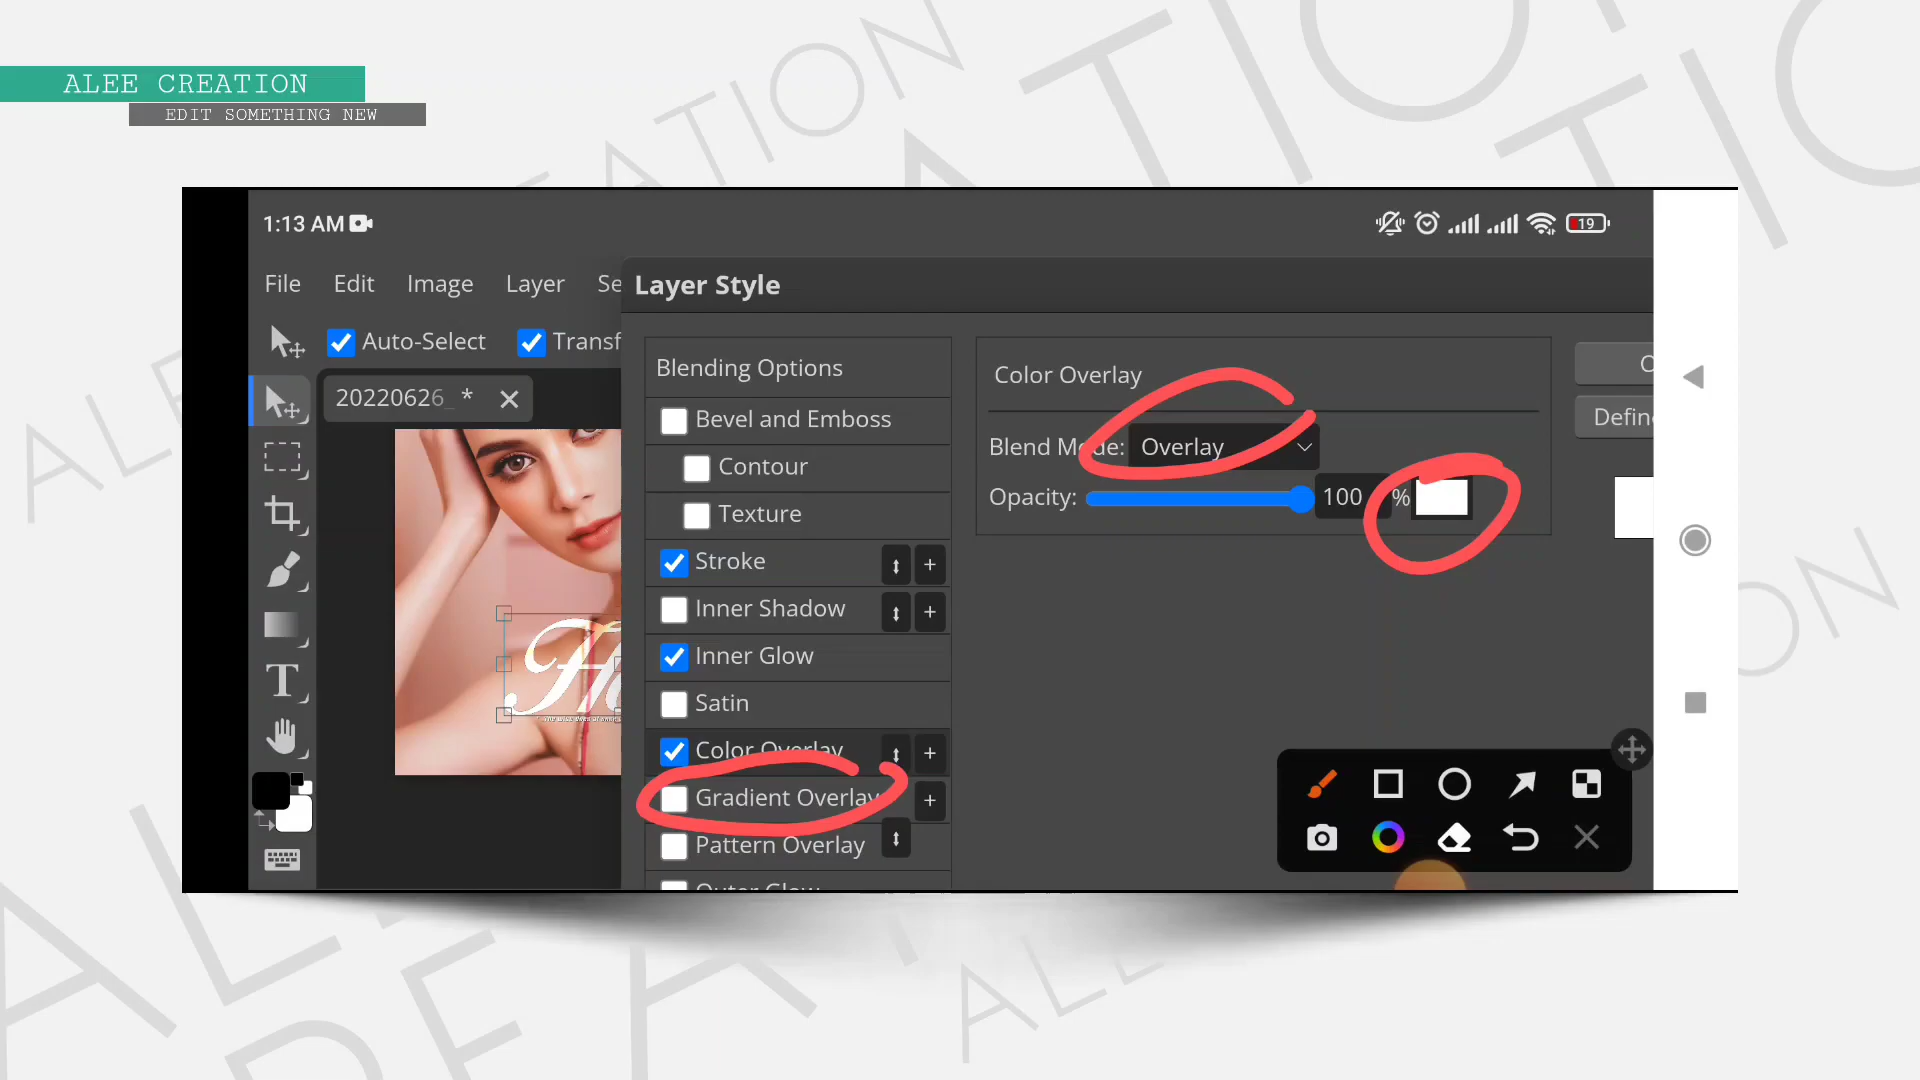 ALEE CREATION
EDIT SOMETHING NEW
1:13 AM
19
File Edit Image Layer Se
Layer Style
Auto-Select Transf
20220626_ *
Blending Options
Bevel and Emboss
Contour
Texture
Stroke
Inner Shadow
Inner Glow
Satin
Color Overlay
Gradient Overlay
Pattern Overlay
Outer Glow
Color Overlay
Blend Mode: Overlay
Opacity: 100 %
O
Defin